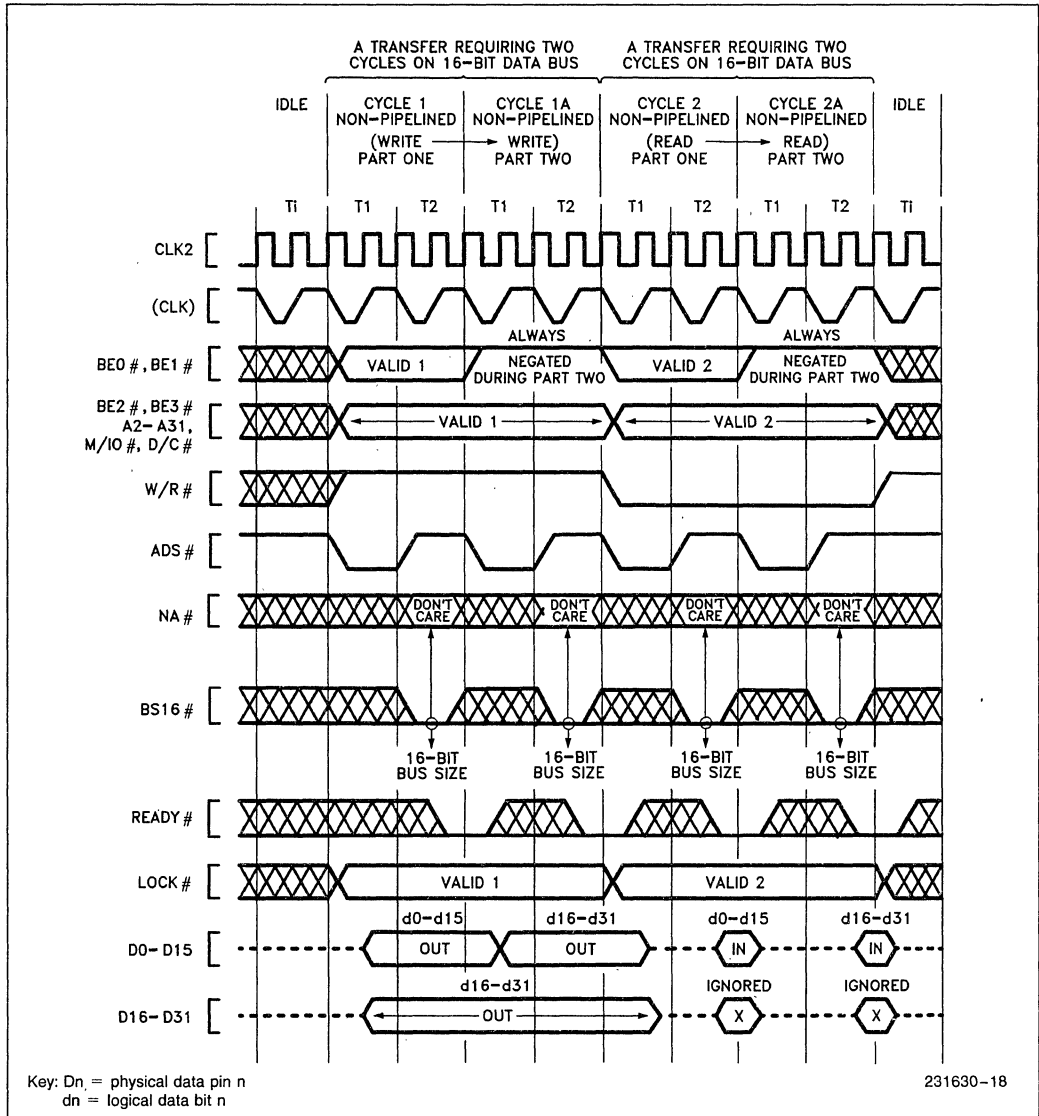 A TRANSFER REQUIRING TWO
CYCLES ON 16-BIT DATA BUS
A TRANSFER REQUIRING TWO
CYCLES ON 16-BIT DATA BUS
IDLE
CYCLE 1
NON-PIPELINED
(WRITE
PART ONE
CYCLE 1A
NON-PIPELINED
WRITE)
PART TWO
CYCLE 2
NON-PIPELINED
(READ
PART ONE
CYCLE 2A
NON-PIPELINED
READ)
PART TWO
IDLE
Ti T1 T2 T1 T2 T1 T2 T1 T2 Ti
CLK2
(CLK)
BE0 #, BE1 #
VALID 1
ALWAYS
NEGATED
DURING PART TWO
VALID 2
ALWAYS
NEGATED
DURING PART TWO
BE2 #, BE3 #
A2-A31,
M/IO #, D/C #
VALID 1
VALID 2
W/R #
ADS #
NA #
DON'T
CARE
DON'T
CARE
DON'T
CARE
DON'T
CARE
BS16 #
16-BIT
BUS SIZE
16-BIT
BUS SIZE
16-BIT
BUS SIZE
16-BIT
BUS SIZE
READY #
LOCK #
VALID 1
VALID 2
d0-d15 d16-d31 d0-d15 d16-d31
D0-D15
OUT OUT IN IN
d16-d31 IGNORED IGNORED
D16-D31
OUT X X
Key: Dn = physical data pin n
dn = logical data bit n
231630-18